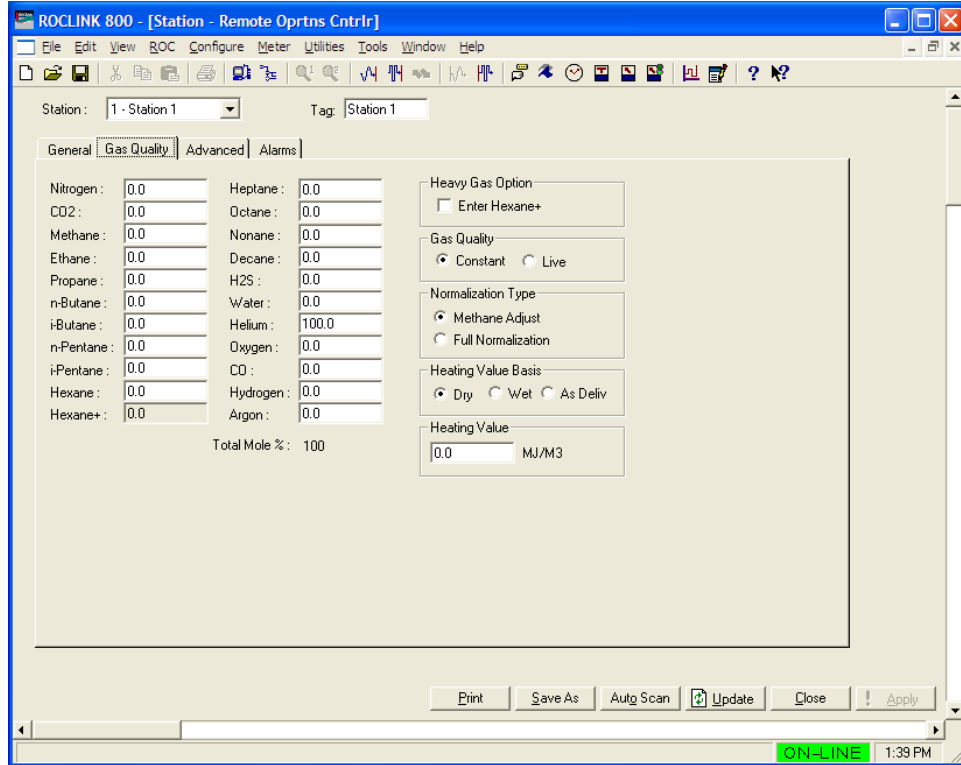 ROCLINK 800 - [Station - Remote Oprtns Cntrlr]
File Edit View ROC Configure Meter Utilities Tools Window Help
Station : 1 - Station 1 Tag: Station 1
General Gas Quality Advanced Alarms
Nitrogen : 0.0 Heptane : 0.0 Heavy Gas Option
CO2 : 0.0 Octane : 0.0 Enter Hexane+
Methane : 0.0 Nonane : 0.0 Gas Quality
Ethane : 0.0 Decane : 0.0 Constant Live
Propane : 0.0 H2S : 0.0
n-Butane : 0.0 Water : 0.0 Normalization Type
i-Butane : 0.0 Helium : 100.0 Methane Adjust
n-Pentane : 0.0 Oxygen : 0.0 Full Normalization
i-Pentane : 0.0 CO : 0.0 Heating Value Basis
Hexane : 0.0 Hydrogen : 0.0 Dry Wet As Deliv
Hexane+ : 0.0 Argon : 0.0 Heating Value
Total Mole % : 100 0.0 MJ/M3
Print Save As Auto Scan Update Close ! Apply
ON-LINE 1:39 PM